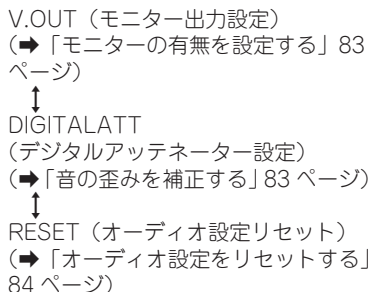 V.OUT（モニター出力設定）
(➡「モニターの有無を設定する」83
ページ)
↕
DIGITALATT
(デジタルアッテネーター設定)
(➡「音の歪みを補正する」83 ページ)
↕
RESET（オーディオ設定リセット）
(➡「オーディオ設定をリセットする」
84 ページ)